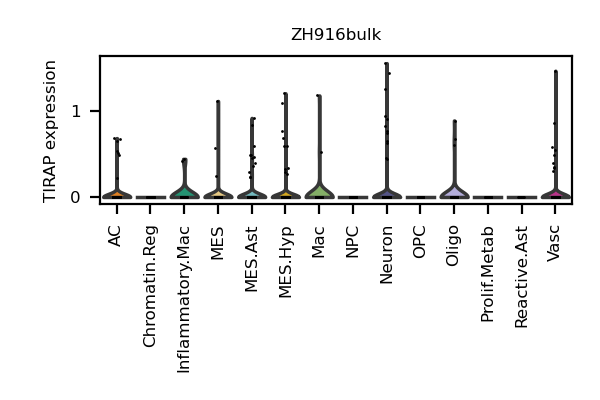 ZH916bulk
TIRAP expression
1
0
AC
Chromatin.Reg
Inflammatory.Mac
MES
MES.Ast
MES.Hyp
Mac
NPC
Neuron
OPC
Oligo
Prolif.Metab
Reactive.Ast
Vasc